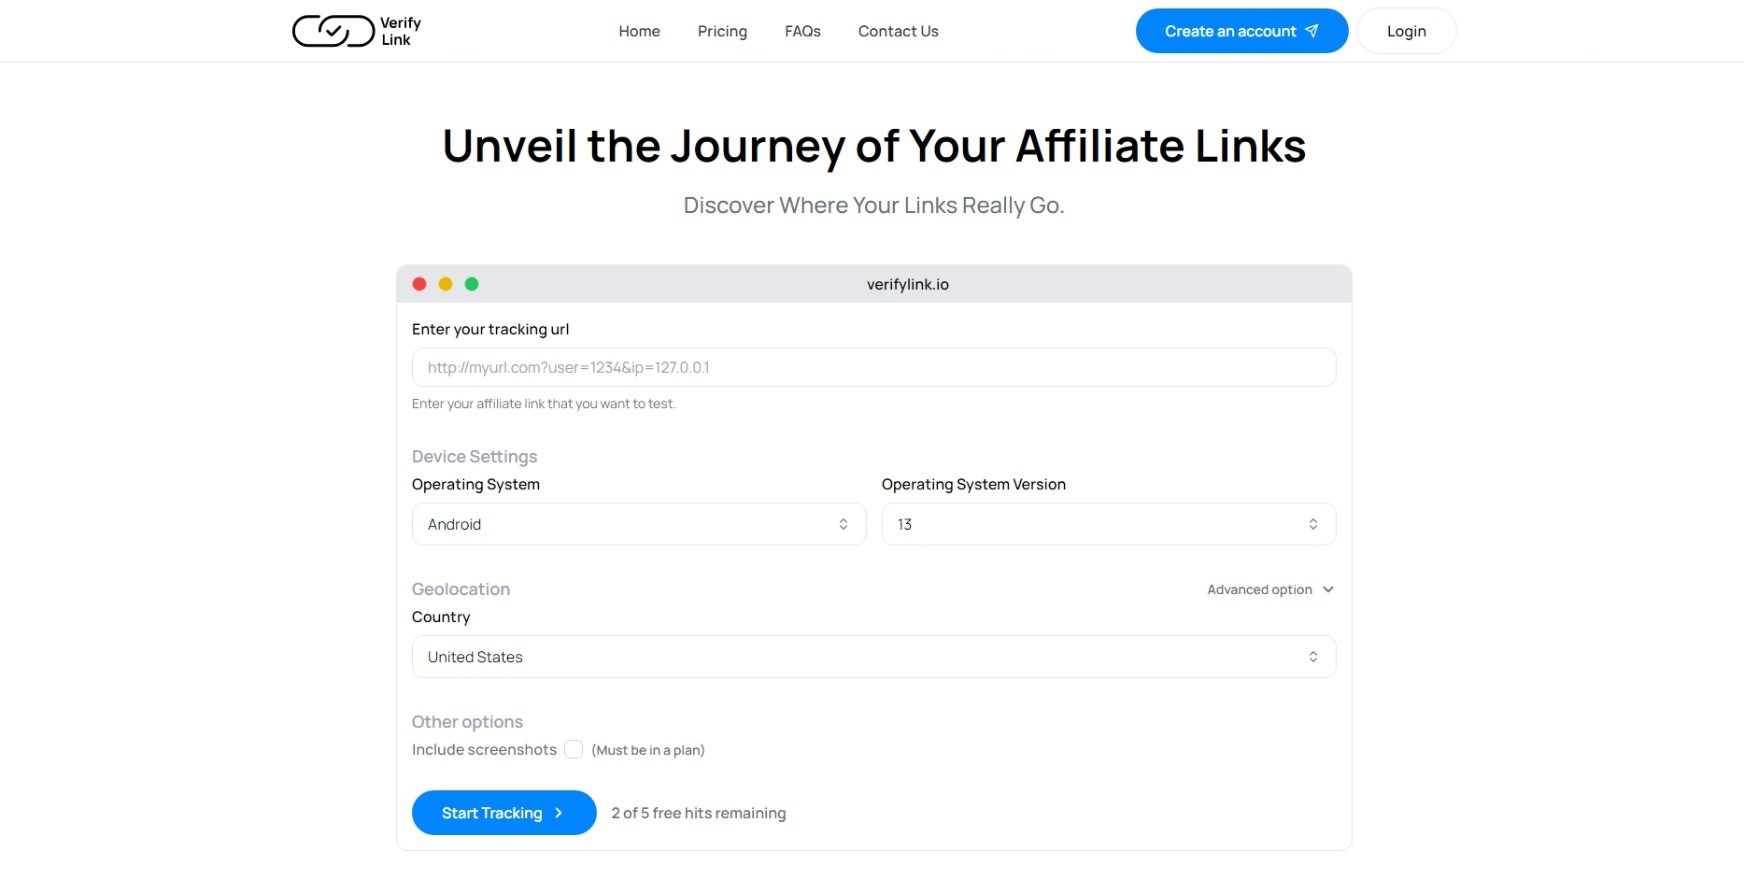 Verify
Link
Home
Pricing
FAQs
Contact Us
Create an account
Login
Unveil the Journey of Your Affiliate Links
Discover Where Your Links Really Go.
verifylink.io
Enter your tracking url
http://myurl.com?user=1234&ip=127.0.0.1
Enter your affiliate link that you want to test.
Device Settings
Operating System
Operating System Version
Android
13
Geolocation
Advanced option
Country
United States
Other options
Include screenshots (Must be in a plan)
Start Tracking
2 of 5 free hits remaining